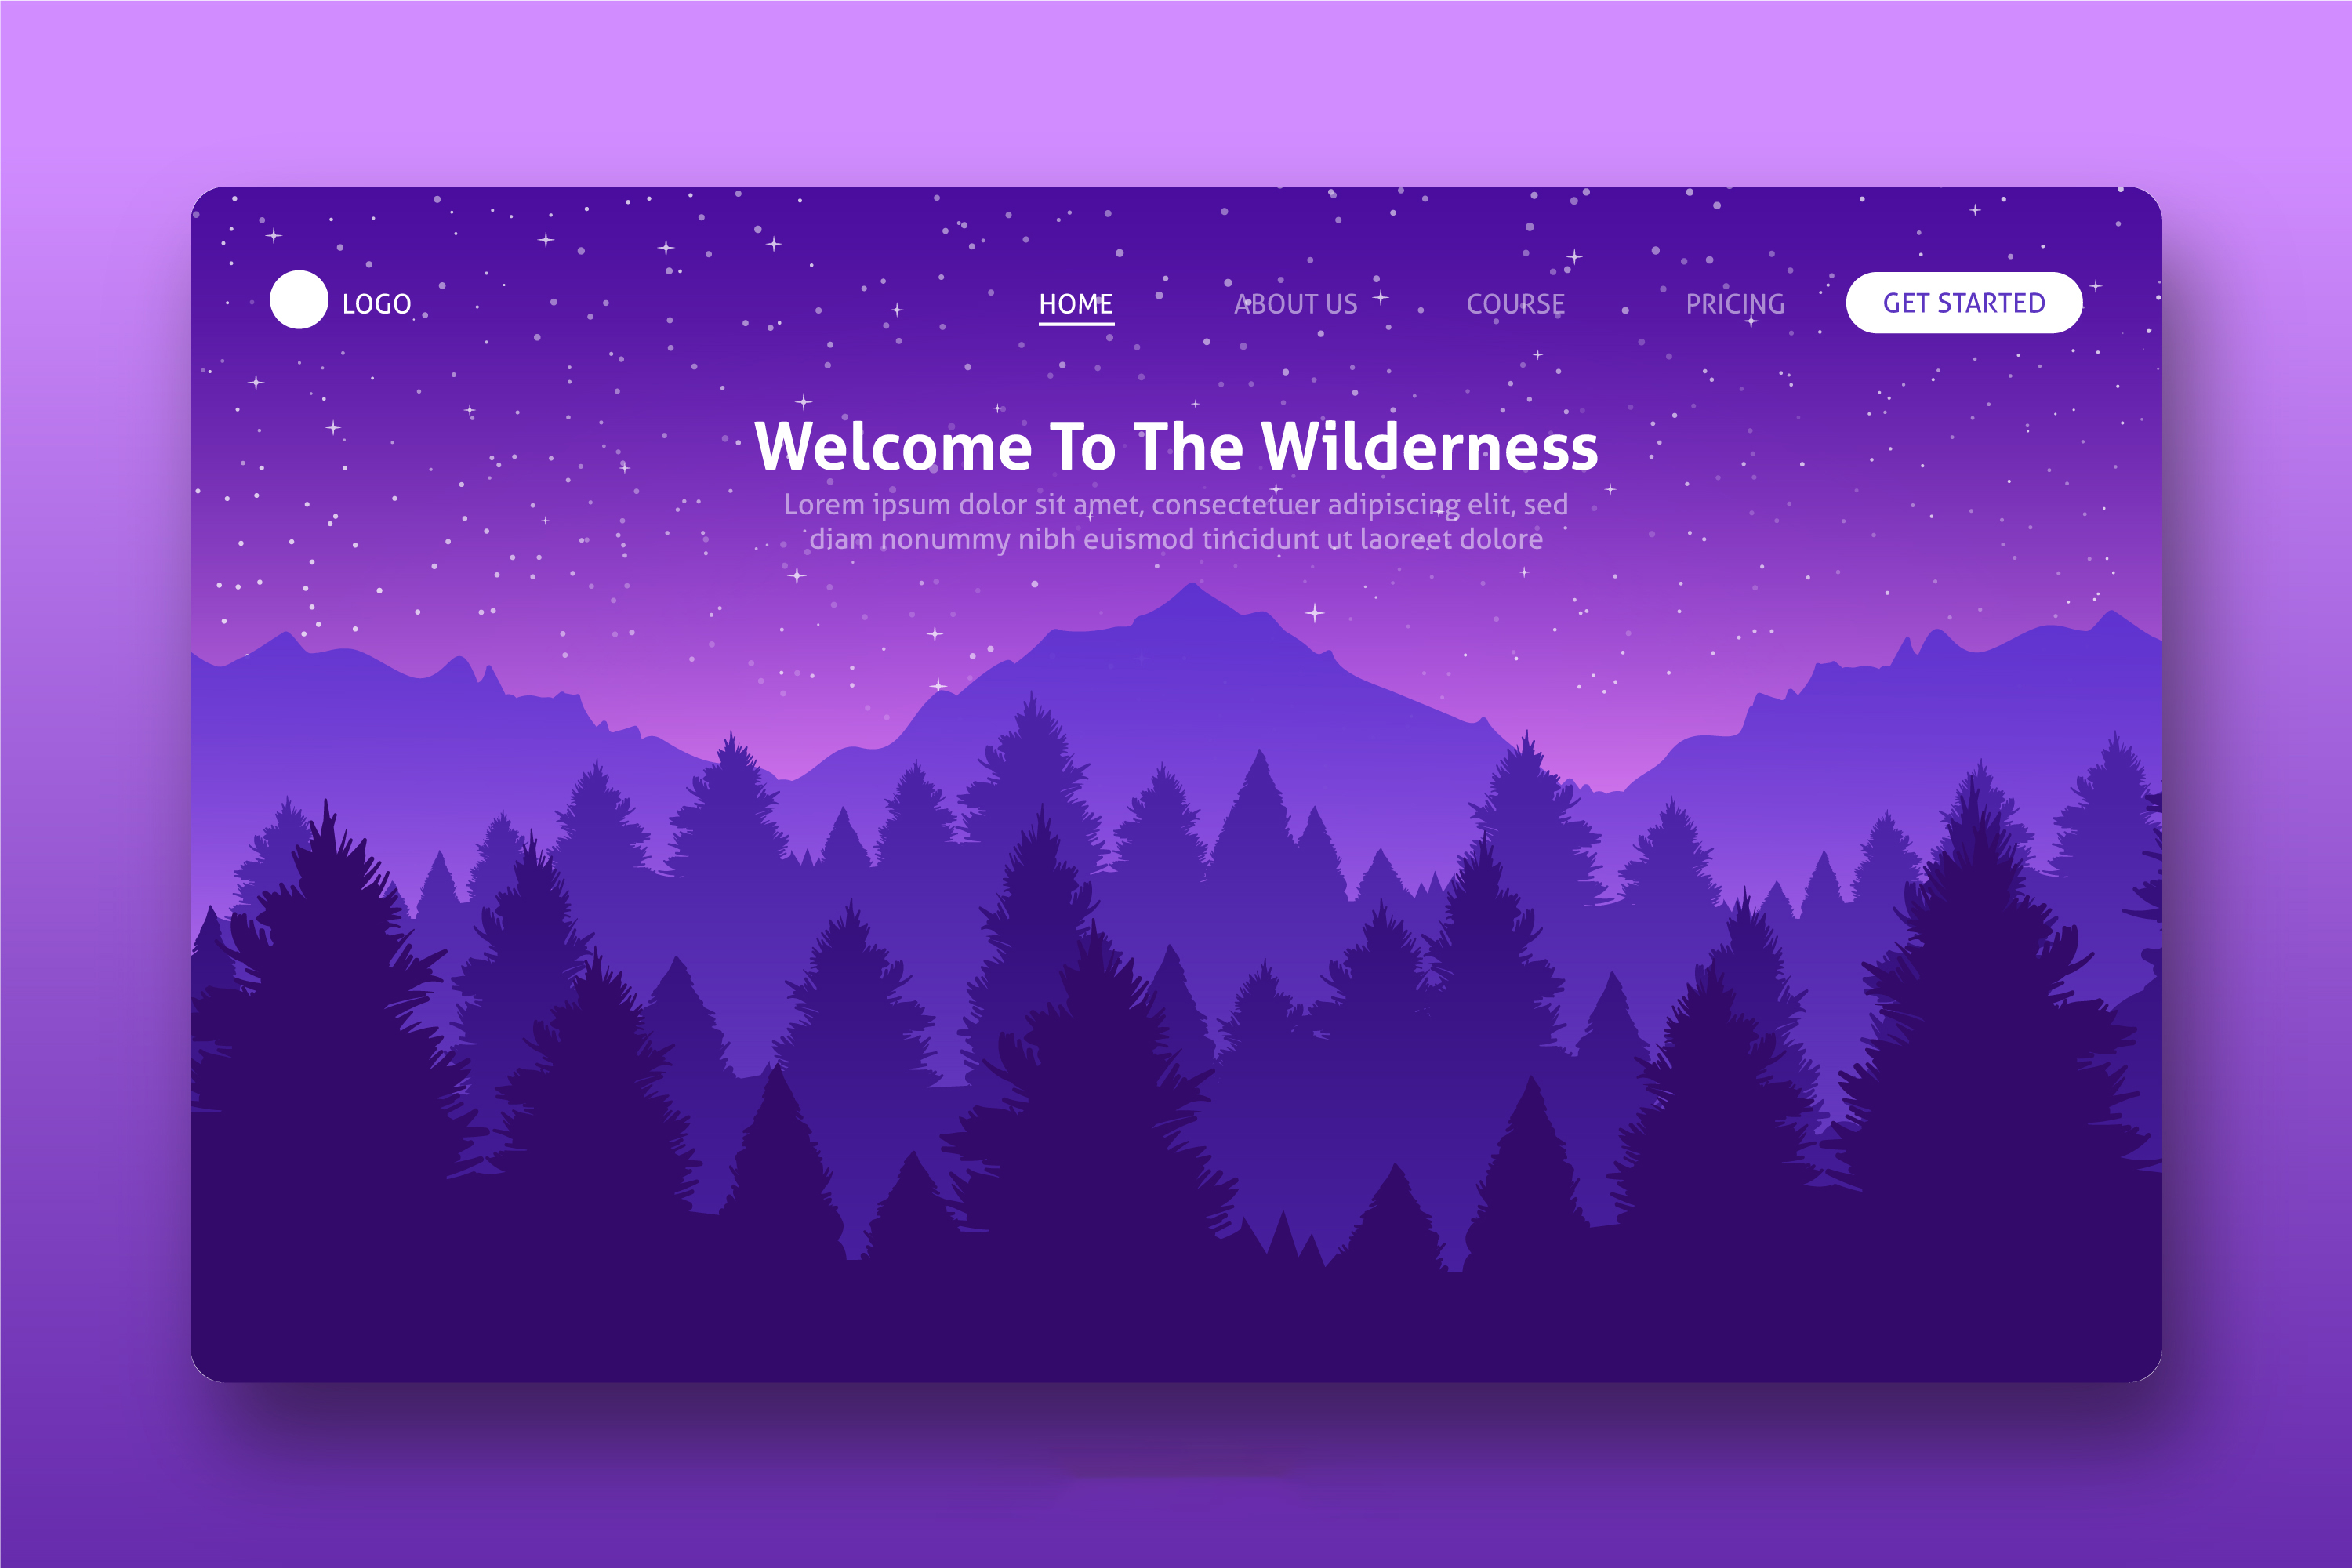 LOGO
HOME
ABOUT US
COURSE
PRICING
GET STARTED
Welcome To The Wilderness
Lorem ipsum dolor sit amet, consectetuer adipiscing elit, sed
diam nonummy nibh euismod tincidunt ut laoreet dolore